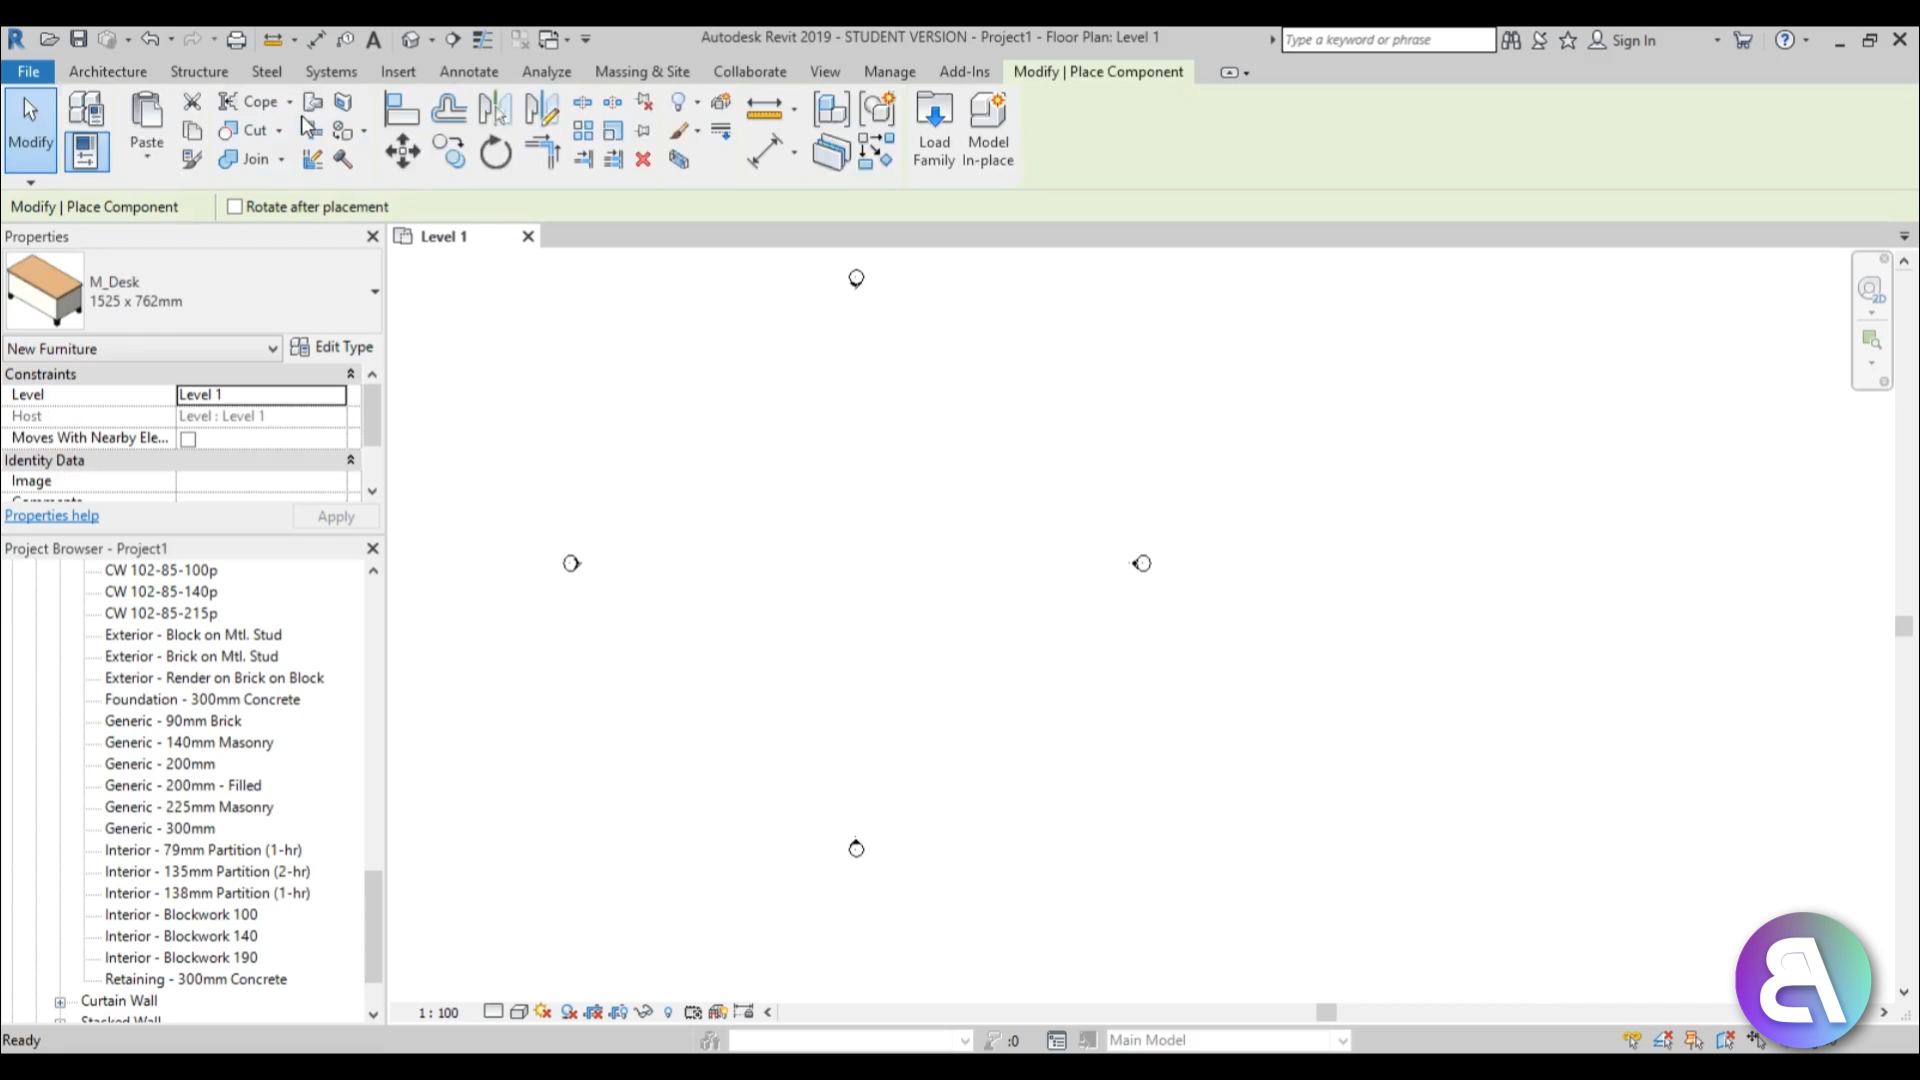 Autodesk Revit 2019 - STUDENT VERSION - Project1 - Floor Plan: Level 1
Type a keyword or phrase
Sign In
File Architecture Structure Steel Systems Insert Annotate Analyze Massing & Site Collaborate View Manage Add-Ins Modify | Place Component
Modify
Paste
Cope
Cut
Join
Load Family
Model In-place
Modify | Place Component
Rotate after placement
Properties
M_Desk
1525 x 762mm
New Furniture
Edit Type
Constraints
Level Level 1
Host Level : Level 1
Moves With Nearby Ele...
Identity Data
Image
Comments
Properties help
Apply
Level 1
2D
Project Browser - Project1
CW 102-85-100p
CW 102-85-140p
CW 102-85-215p
Exterior - Block on Mtl. Stud
Exterior - Brick on Mtl. Stud
Exterior - Render on Brick on Block
Foundation - 300mm Concrete
Generic - 90mm Brick
Generic - 140mm Masonry
Generic - 200mm
Generic - 200mm - Filled
Generic - 225mm Masonry
Generic - 300mm
Interior - 79mm Partition (1-hr)
Interior - 135mm Partition (2-hr)
Interior - 138mm Partition (1-hr)
Interior - Blockwork 100
Interior - Blockwork 140
Interior - Blockwork 190
Retaining - 300mm Concrete
Curtain Wall
Stacked Wall
1 : 100
Ready
:0
Main Model